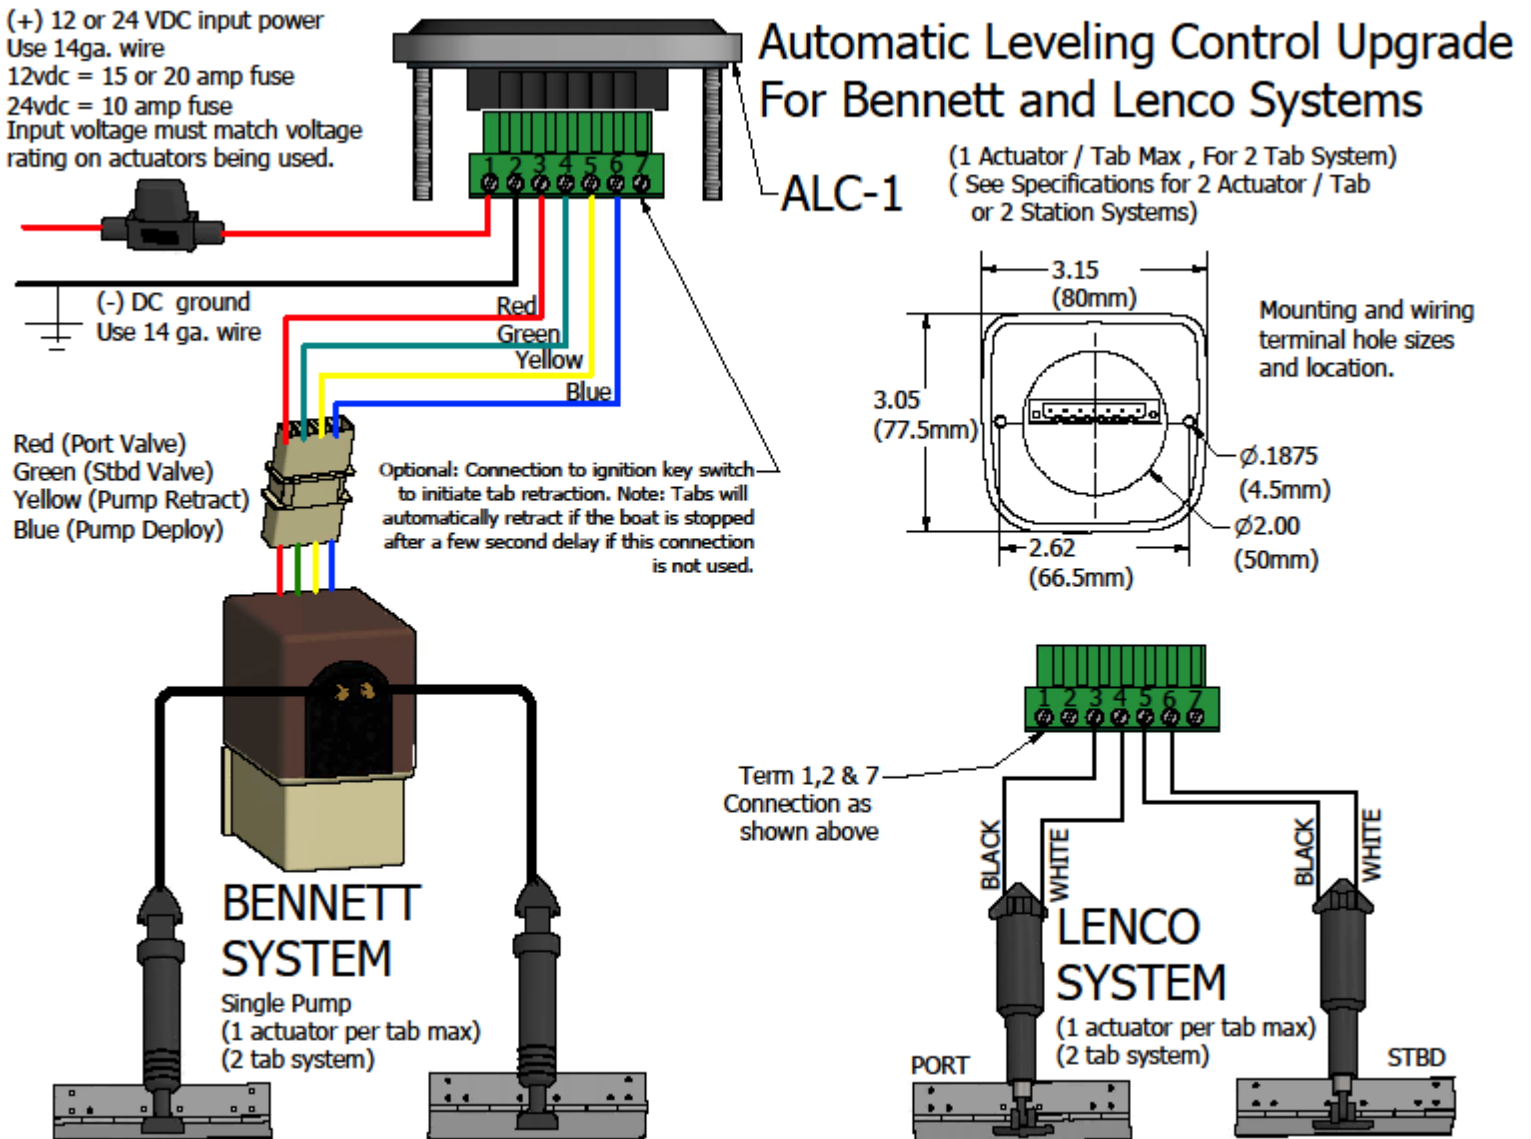 (+) 12 or 24 VDC input power
Use 14ga. wire
12vdc = 15 or 20 amp fuse
24vdc = 10 amp fuse
Input voltage must match voltage
rating on actuators being used.
Automatic Leveling Control Upgrade
For Bennett and Lenco Systems
(1 Actuator / Tab Max , For 2 Tab System)
( See Specifications for 2 Actuator / Tab
or 2 Station Systems)
ALC-1
1 2 3 4 5 6 7
(-) DC ground
Use 14 ga. wire
Red
Green
Yellow
Blue
Red (Port Valve)
Green (Stbd Valve)
Yellow (Pump Retract)
Blue (Pump Deploy)
Optional: Connection to ignition key switch
to initiate tab retraction. Note: Tabs will
automatically retract if the boat is stopped
after a few second delay if this connection
is not used.
3.15
(80mm)
Mounting and wiring
terminal hole sizes
and location.
3.05
(77.5mm)
Ø.1875
(4.5mm)
Ø2.00
(50mm)
2.62
(66.5mm)
1 2 3 4 5 6 7
Term 1,2 & 7
Connection as
shown above
BLACK
WHITE
BLACK
WHITE
BENNETT
SYSTEM
Single Pump
(1 actuator per tab max)
(2 tab system)
LENCO
SYSTEM
(1 actuator per tab max)
(2 tab system)
PORT
STBD